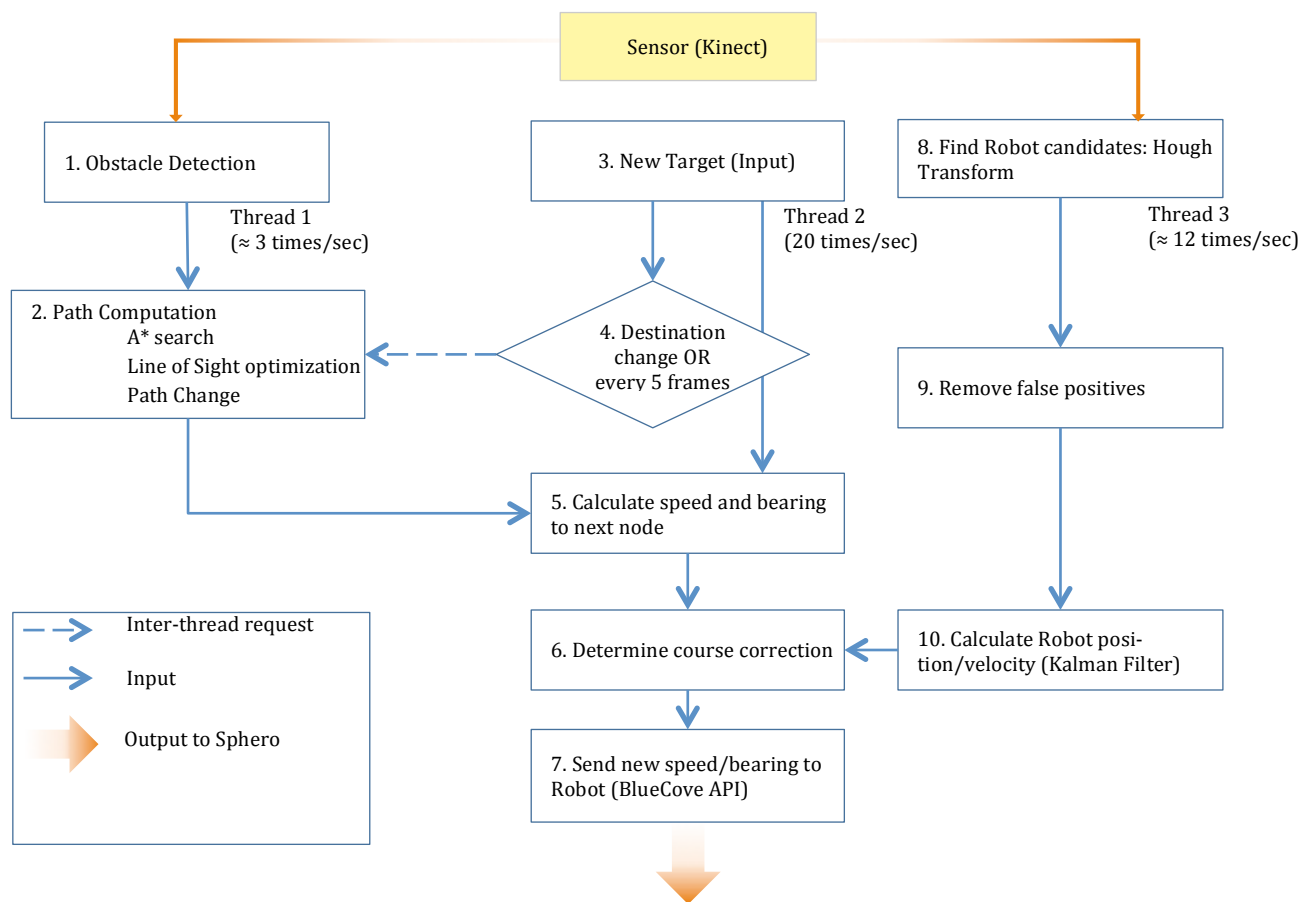 Sensor (Kinect)
1. Obstacle Detection
3. New Target (Input)
8. Find Robot candidates: Hough
Transform
Thread 1
(≈ 3 times/sec)
Thread 2
(20 times/sec)
Thread 3
(≈ 12 times/sec)
2. Path Computation
A* search
Line of Sight optimization
Path Change
4. Destination
change OR
every 5 frames
9. Remove false positives
5. Calculate speed and bearing
to next node
Inter-thread request
Input
Output to Sphero
6. Determine course correction
10. Calculate Robot posi-
tion/velocity (Kalman Filter)
7. Send new speed/bearing to
Robot (BlueCove API)